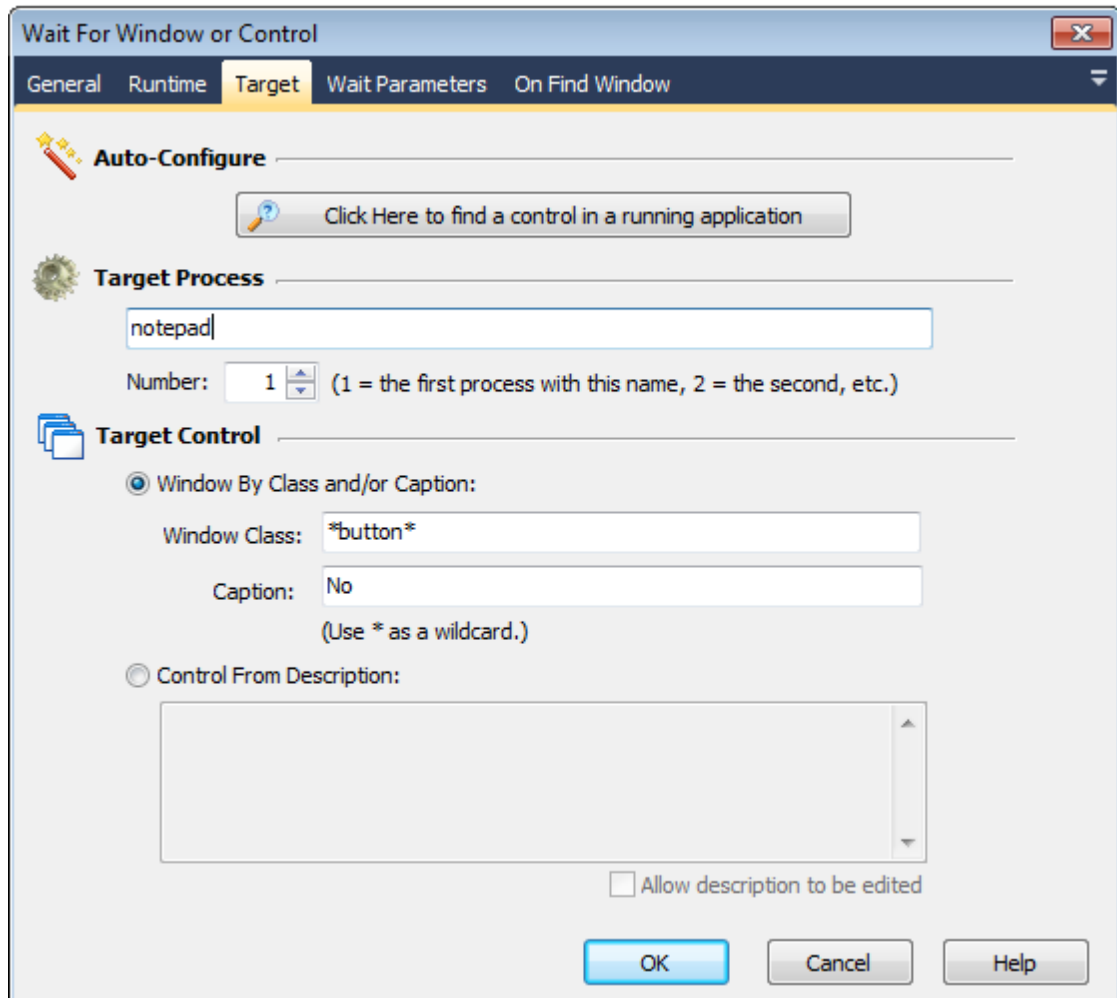 Wait For Window or Control
General Runtime Target Wait Parameters On Find Window
Auto-Configure
Click Here to find a control in a running application
Target Process
notepad
Number: 1 (1 = the first process with this name, 2 = the second, etc.)
Target Control
Window By Class and/or Caption:
Window Class: *button*
Caption: No
(Use * as a wildcard.)
Control From Description:
Allow description to be edited
OK Cancel Help